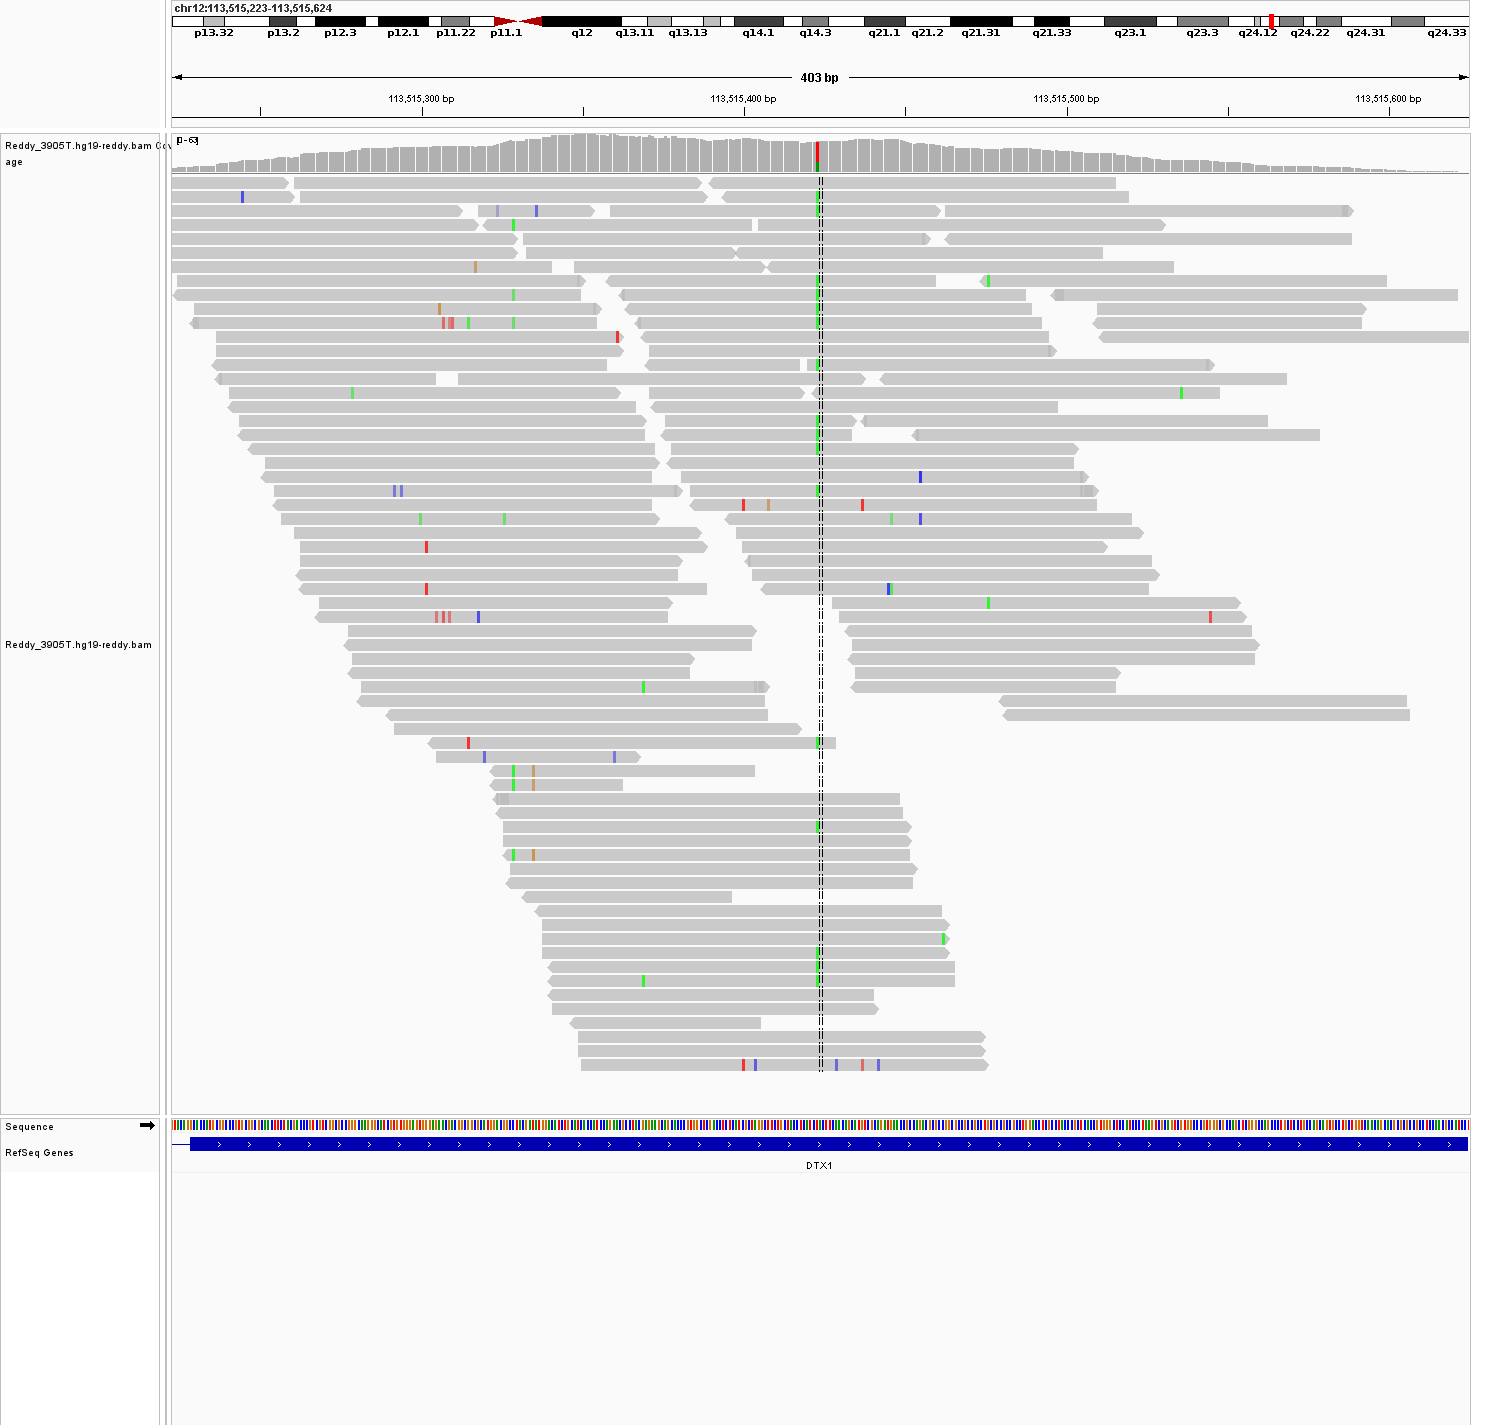 chr12:113,515,223-113,515,624
p13.32 p13.2 p12.3 p12.1 p11.22 p11.1 q12 q13.11 q13.13 q14.1 q14.3 q21.1 q21.2 q21.31 q21.33 q23.1 q23.3 q24.12 q24.22 q24.31 q24.33
403 bp
113,515,300 bp 113,515,400 bp 113,515,500 bp 113,515,600 bp
Reddy_3905T.hg19-reddy.bam Cov
age
[0-63]
Reddy_3905T.hg19-reddy.bam
Sequence
RefSeq Genes
DTX1